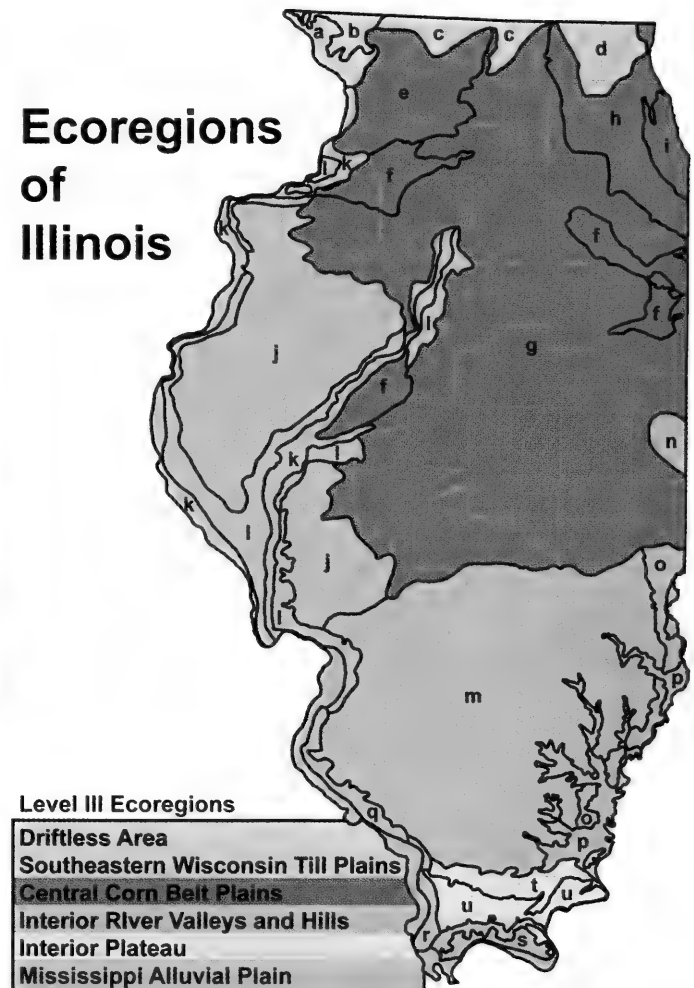 Ecoregions
of
Illinois
a b c c d
e h i
l k f
k f
f
j l g
f
n
k l
k
l j o
l
m p
q o
p
t u
u
r s
Level III Ecoregions
Driftless Area
Southeastern Wisconsin Till Plains
Central Corn Belt Plains
Interior RIver Valleys and Hills
Interior Plateau
Mississippi Alluvial Plain